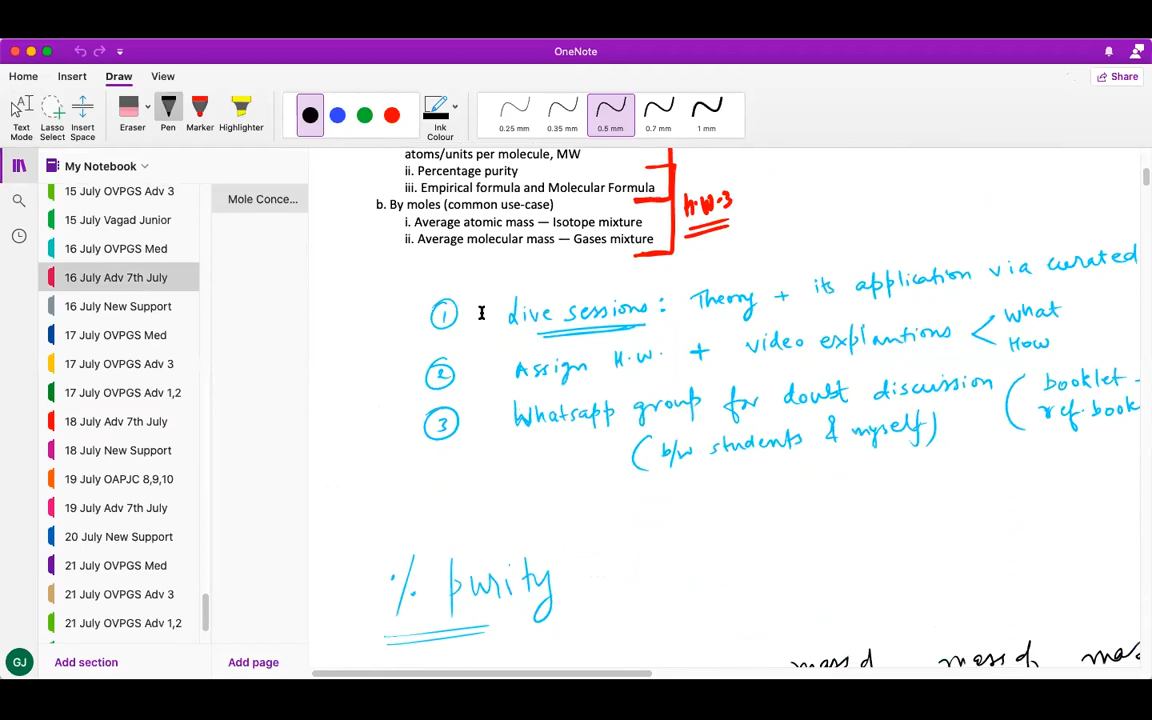 OneNote
Home Insert Draw View
Share
Text Mode
Lasso Select
Insert Space
Eraser
Pen
Marker
Highlighter
Ink Colour
0.25 mm
0.35 mm
0.5 mm
0.7 mm
1 mm
My Notebook
15 July OVPGS Adv 3
15 July Vagad Junior
16 July OVPGS Med
16 July Adv 7th July
16 July New Support
17 July OVPGS Med
17 July OVPGS Adv 3
17 July OVPGS Adv 1,2
18 July Adv 7th July
18 July New Support
19 July OAPJC 8,9,10
19 July Adv 7th July
20 July New Support
21 July OVPGS Med
21 July OVPGS Adv 3
21 July OVPGS Adv 1,2
GJ
Add section
Add page
Mole Conce...
atoms/units per molecule, MW
ii. Percentage purity
iii. Empirical formula and Molecular Formula
b. By moles (common use-case)
i. Average atomic mass — Isotope mixture
ii. Average molecular mass — Gases mixture
H.W-3
① Live sessions: Theory + its application via curated
② Assign H.W. + video explantions < What
How
③ Whatsapp group for doubt discussion (booklet -
ref.book
(b/w students & myself)
% purity
mass of mass of